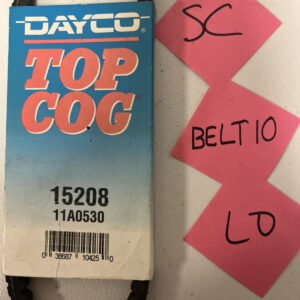 DAYCO®
TOP
COG
15208
11A0530
0 36687 10425 0
SC
BELT10
LO